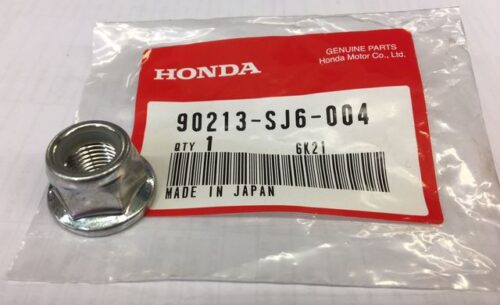 GENUINE PARTS
Honda Motor Co., Ltd.
HONDA
90213-SJ6-004
QTY 1 6K21
MADE IN JAPAN